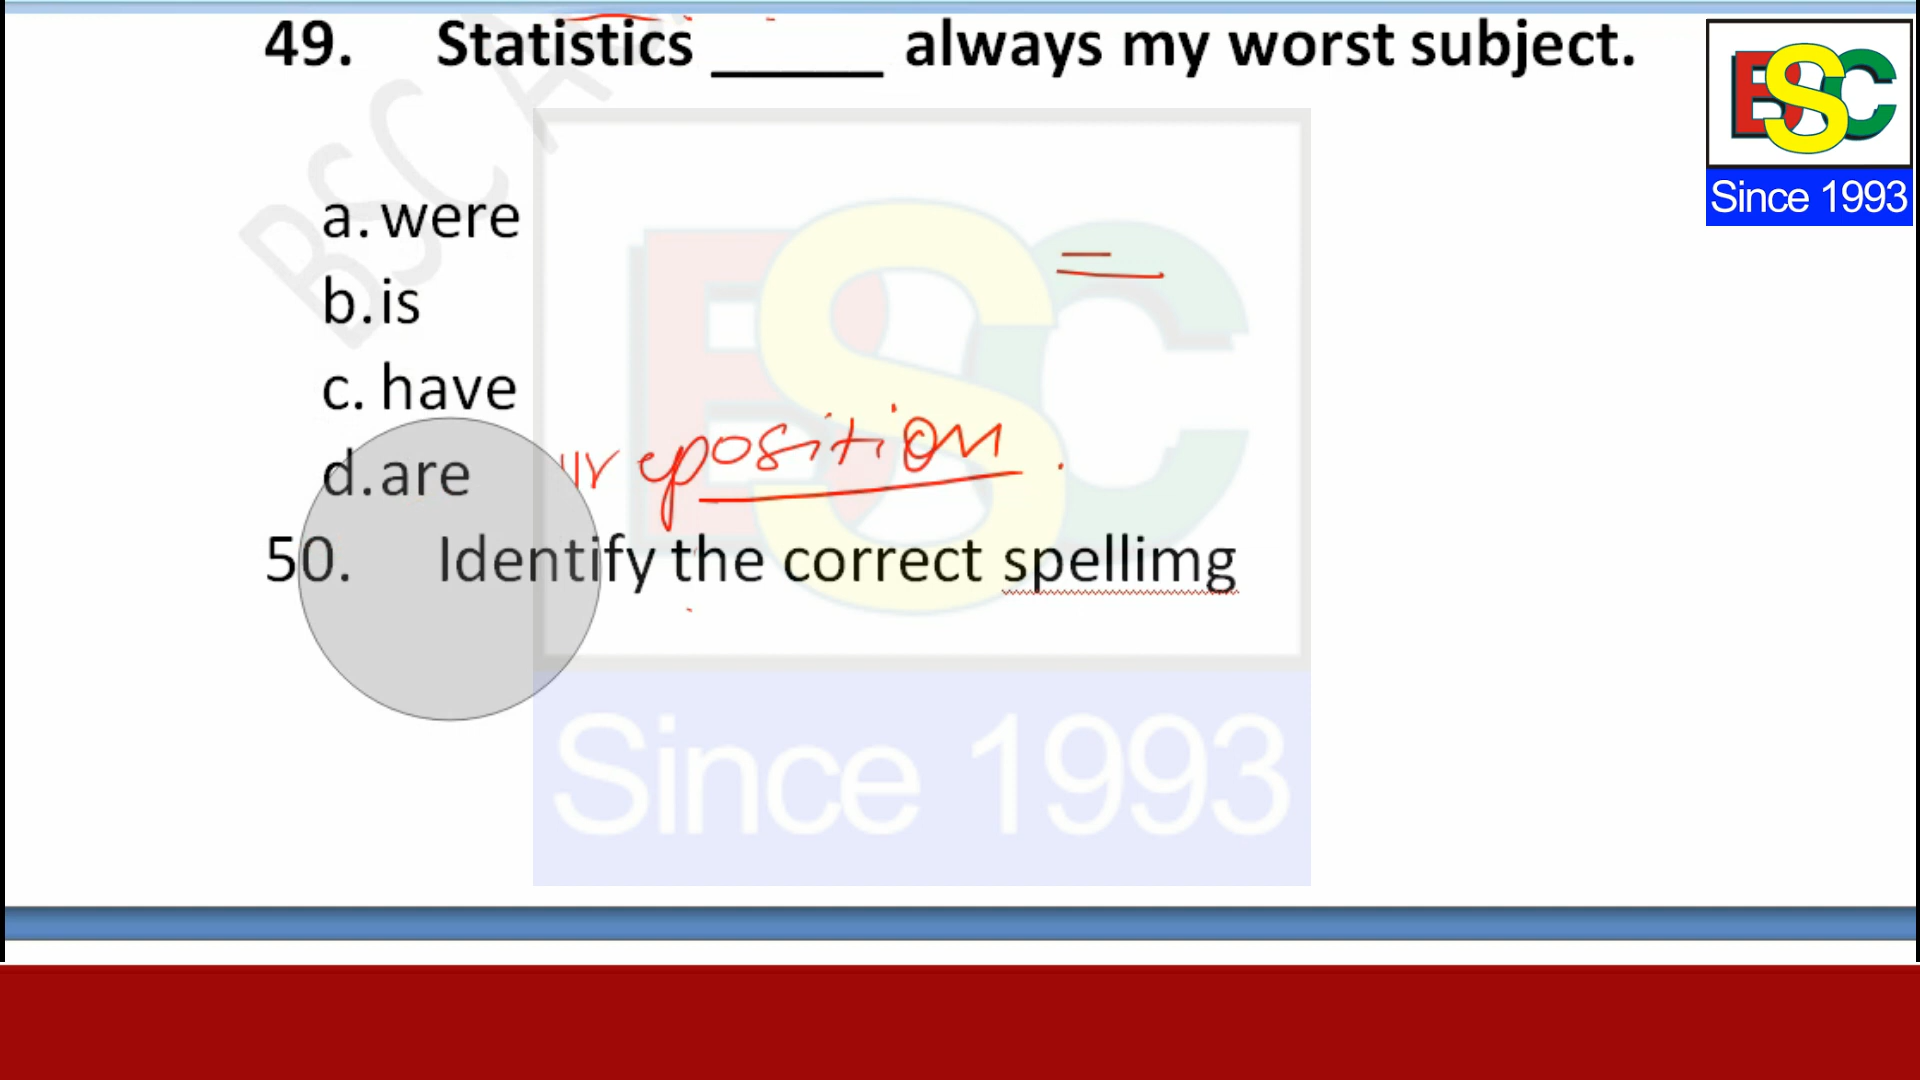 49. Statistics _____ always my worst subject.
BSC
Since 1993
BSC A
a. were
b. is
c. have
d. are
position
50. Identify the correct spellimg
Since 1993